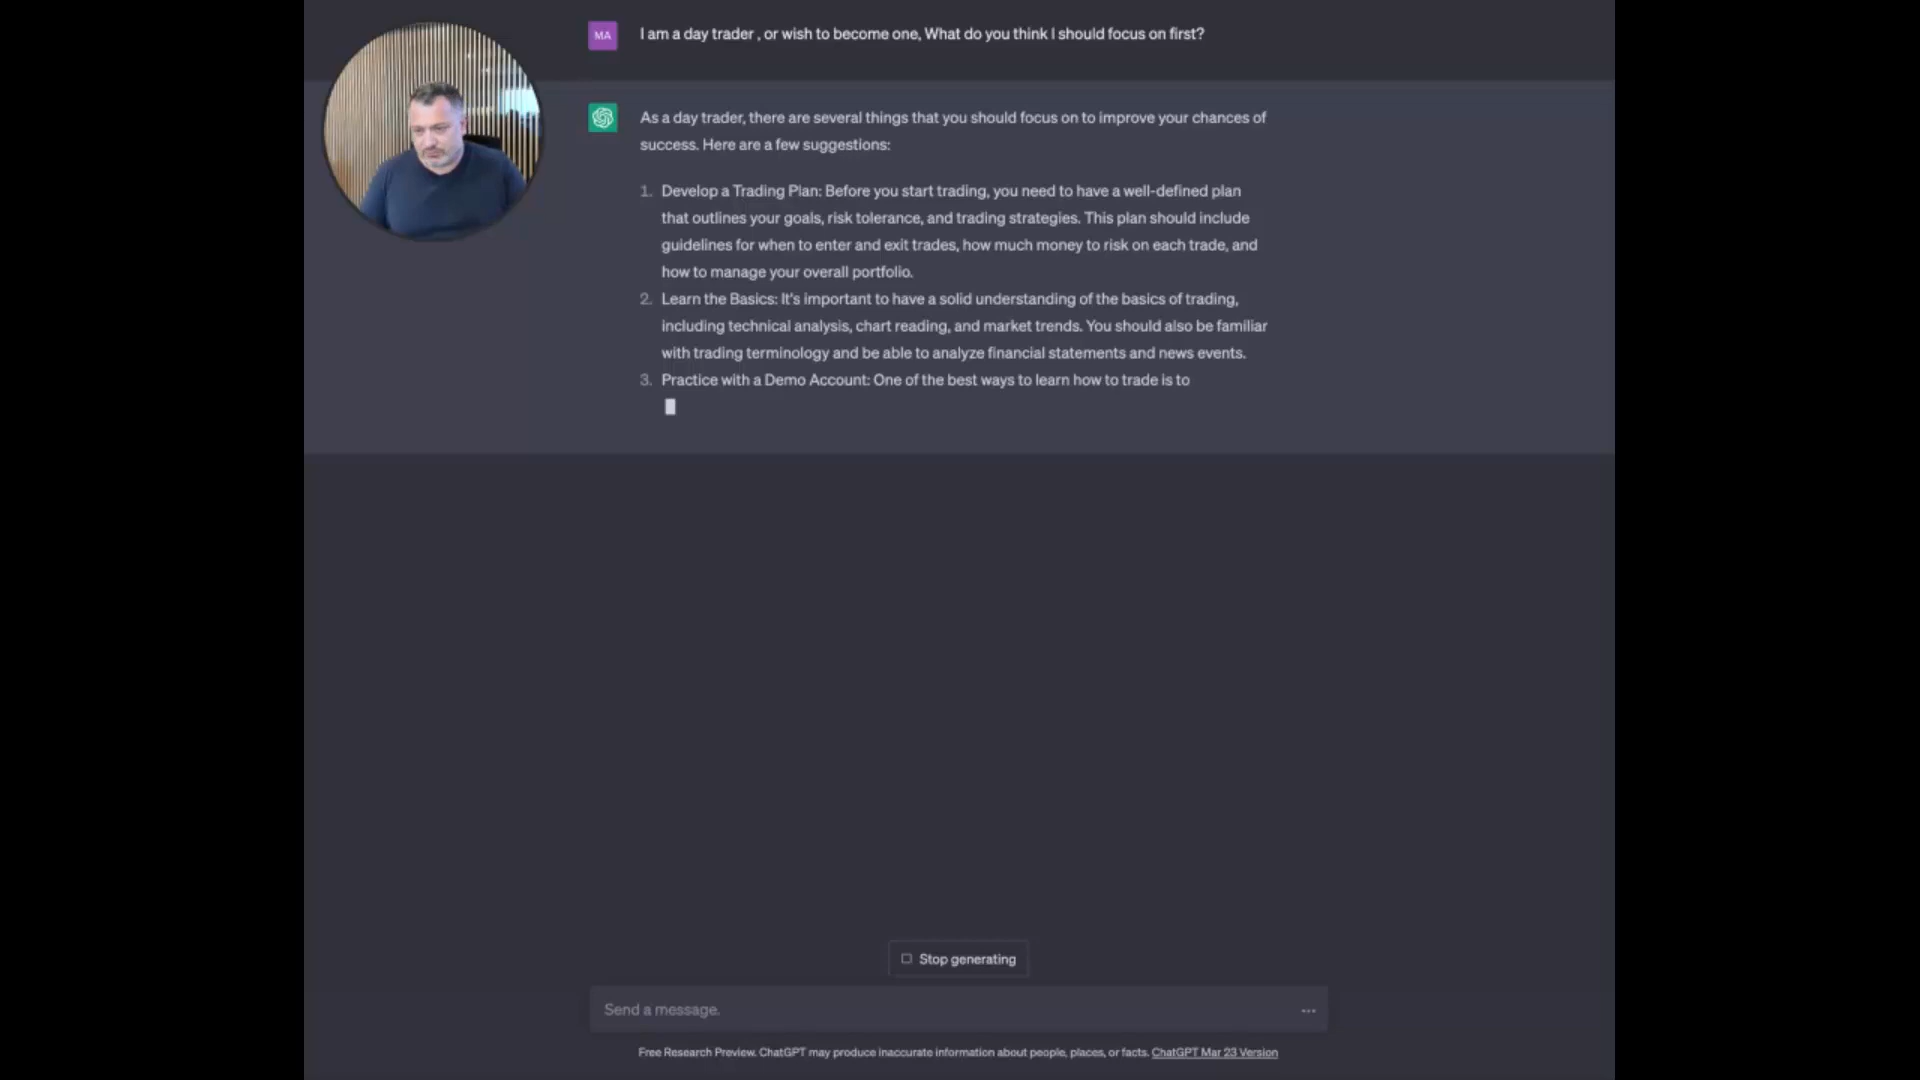 MA
I am a day trader , or wish to become one, What do you think I should focus on first?
As a day trader, there are several things that you should focus on to improve your chances of
success. Here are a few suggestions:
1. Develop a Trading Plan: Before you start trading, you need to have a well-defined plan
that outlines your goals, risk tolerance, and trading strategies. This plan should include
guidelines for when to enter and exit trades, how much money to risk on each trade, and
how to manage your overall portfolio.
2. Learn the Basics: It's important to have a solid understanding of the basics of trading,
including technical analysis, chart reading, and market trends. You should also be familiar
with trading terminology and be able to analyze financial statements and news events.
3. Practice with a Demo Account: One of the best ways to learn how to trade is to
Stop generating
Send a message.
Free Research Preview. ChatGPT may produce inaccurate information about people, places, or facts. ChatGPT Mar 23 Version